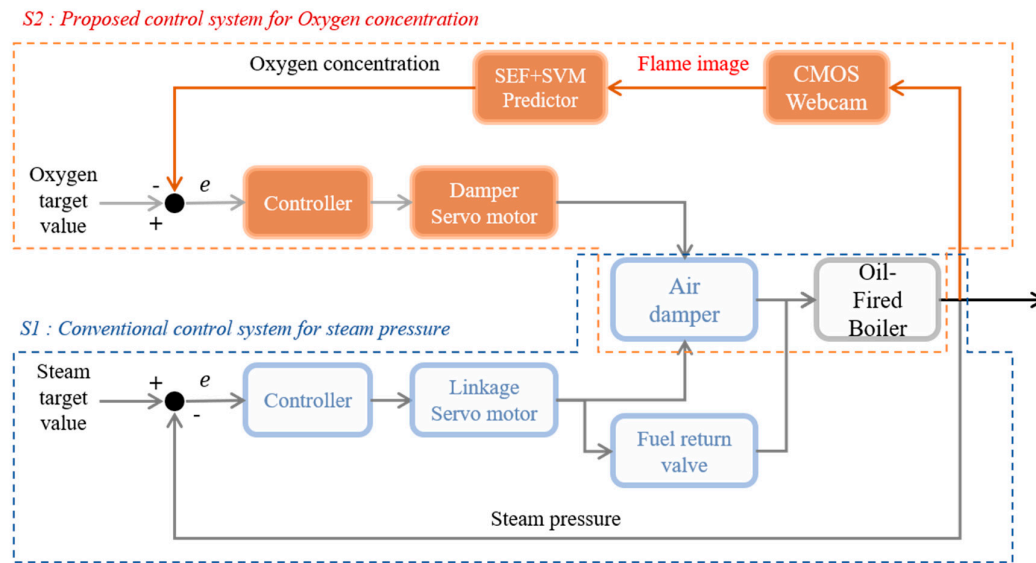 S2 : Proposed control system for Oxygen concentration
Oxygen concentration
SEF+SVM
Predictor
Flame image
CMOS
Webcam
Oxygen
target
value
-
+
e
Controller
Damper
Servo motor
Air
damper
Oil-
Fired
Boiler
S1 : Conventional control system for steam pressure
Steam
target
value
+
-
e
Controller
Linkage
Servo motor
Fuel return
valve
Steam pressure